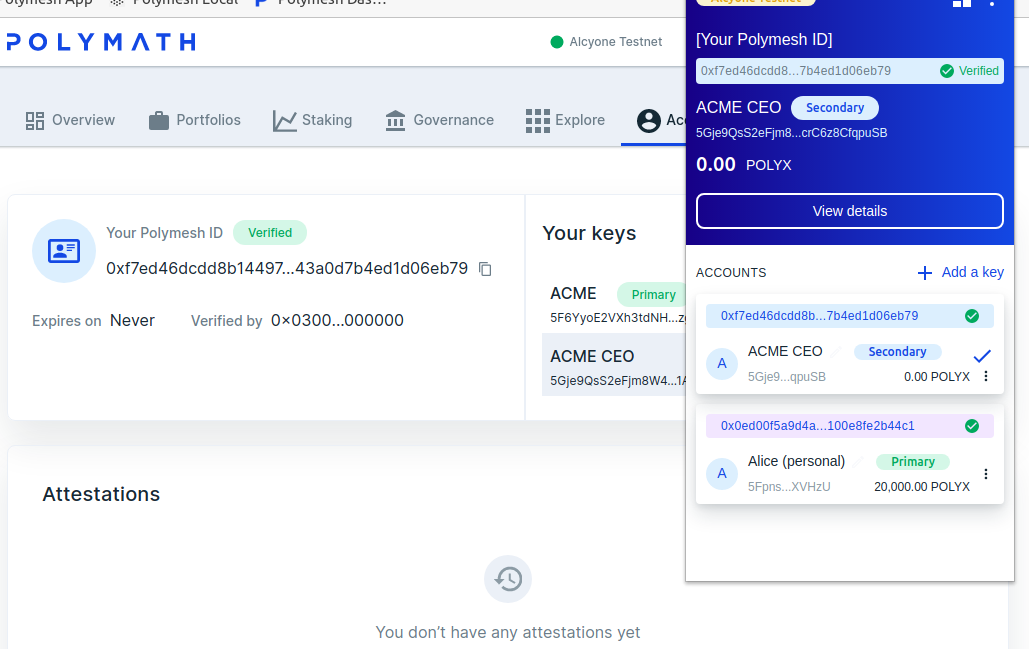 olymesh App
Polymesh Local
Polymesh Das…
POLYMATH
Alcyone Testnet
Overview
Portfolios
Staking
Governance
Explore
Your Polymesh ID
Verified
0xf7ed46dcdd8b14497...43a0d7b4ed1d06eb79
Expires on Never
Verified by 0x0300...000000
Your keys
ACME
Primary
5F6YyoE2VXh3tdNH...z
ACME CEO
5Gje9QsS2eFjm8W4...1
Attestations
You don’t have any attestations yet
Alcyone Testnet
[Your Polymesh ID]
0xf7ed46dcdd8...7b4ed1d06eb79
Verified
ACME CEO
Secondary
5Gje9QsS2eFjm8...crC6z8CfqpuSB
0.00 POLYX
View details
ACCOUNTS
+ Add a key
0xf7ed46dcdd8b...7b4ed1d06eb79
A
ACME CEO
Secondary
5Gje9...qpuSB
0.00 POLYX
0x0ed00f5a9d4a...100e8fe2b44c1
A
Alice (personal)
Primary
5Fpns...XVHzU
20,000.00 POLYX